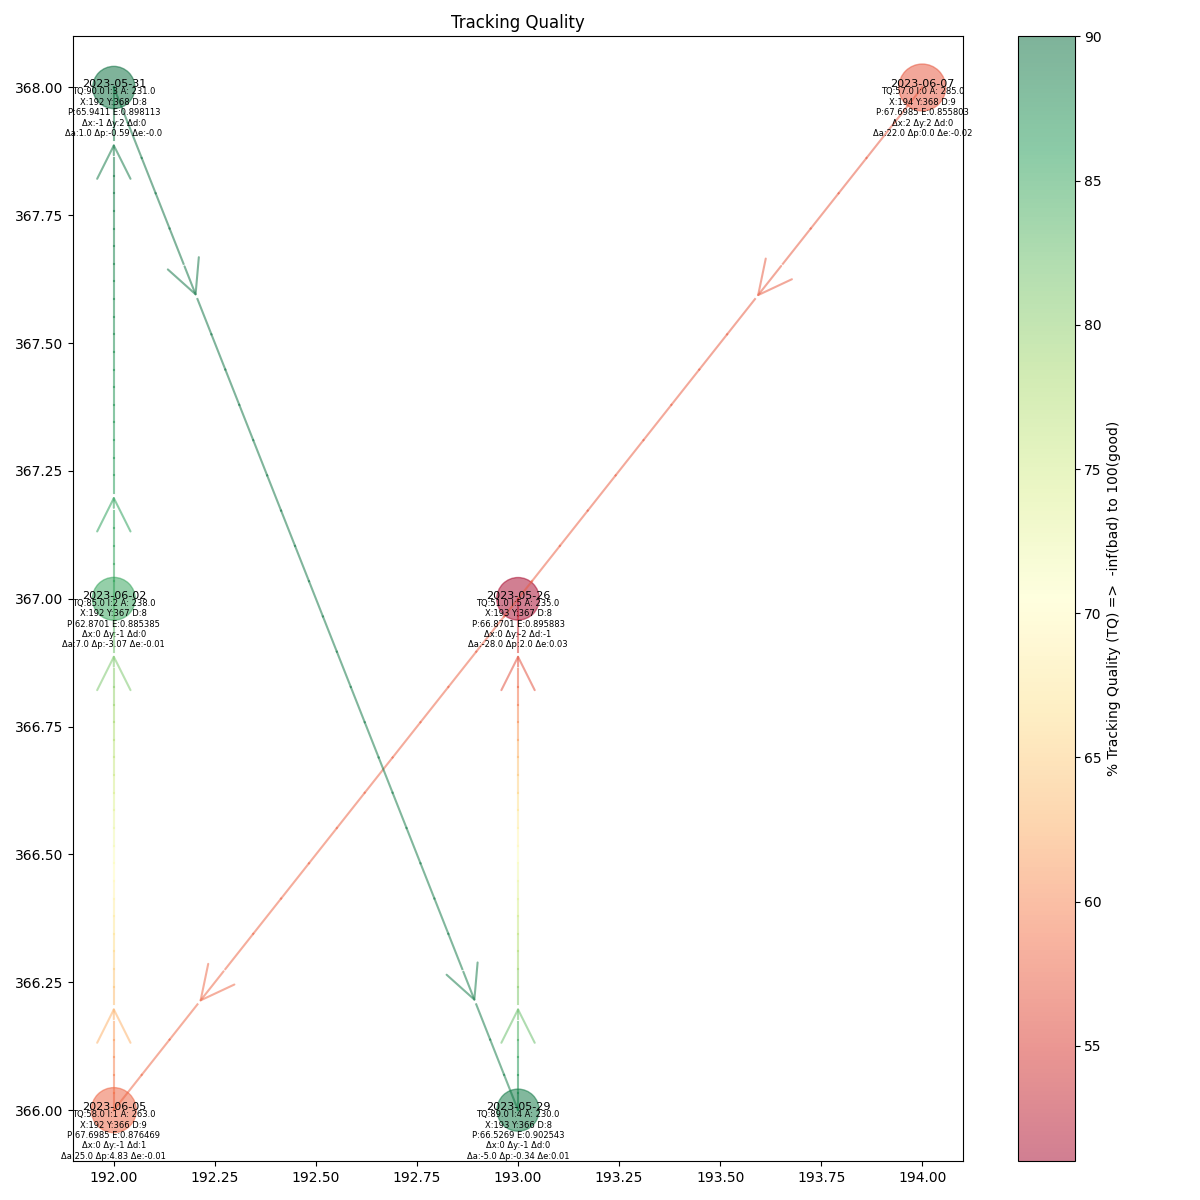 Tracking Quality
368.00
367.75
367.50
367.25
367.00
366.75
366.50
366.25
366.00
2023-05-31
TQ:90.0 I:3 A: 231.0
X:192 Y:368 D:8
P:65.9411 E:0.898113
Δx:-1 Δy:2 Δd:0
Δa:1.0 Δp:-0.59 Δe:-0.0
2023-06-07
TQ:57.0 I:0 A: 285.0
X:194 Y:368 D:9
P:67.6985 E:0.855803
Δx:2 Δy:2 Δd:0
Δa:22.0 Δp:0.0 Δe:-0.02
2023-06-02
TQ:85.0 I:2 A: 238.0
X:192 Y:367 D:8
P:62.8701 E:0.885385
Δx:0 Δy:-1 Δd:0
Δa:7.0 Δp:-3.07 Δe:-0.01
2023-05-26
TQ:51.0 I:5 A: 235.0
X:193 Y:367 D:8
P:66.8701 E:0.895883
Δx:0 Δy:-2 Δd:-1
Δa:-28.0 Δp:2.0 Δe:0.03
2023-06-05
TQ:58.0 I:1 A: 263.0
X:192 Y:366 D:9
P:67.6985 E:0.876469
Δx:0 Δy:-1 Δd:1
Δa:25.0 Δp:4.83 Δe:-0.01
2023-05-29
TQ:89.0 I:4 A: 230.0
X:193 Y:366 D:8
P:66.5269 E:0.902543
Δx:0 Δy:-1 Δd:0
Δa:-5.0 Δp:-0.34 Δe:0.01
192.00 192.25 192.50 192.75 193.00 193.25 193.50 193.75 194.00
90
85
80
75
70
65
60
55
% Tracking Quality (TQ) =>  -inf(bad) to 100(good)